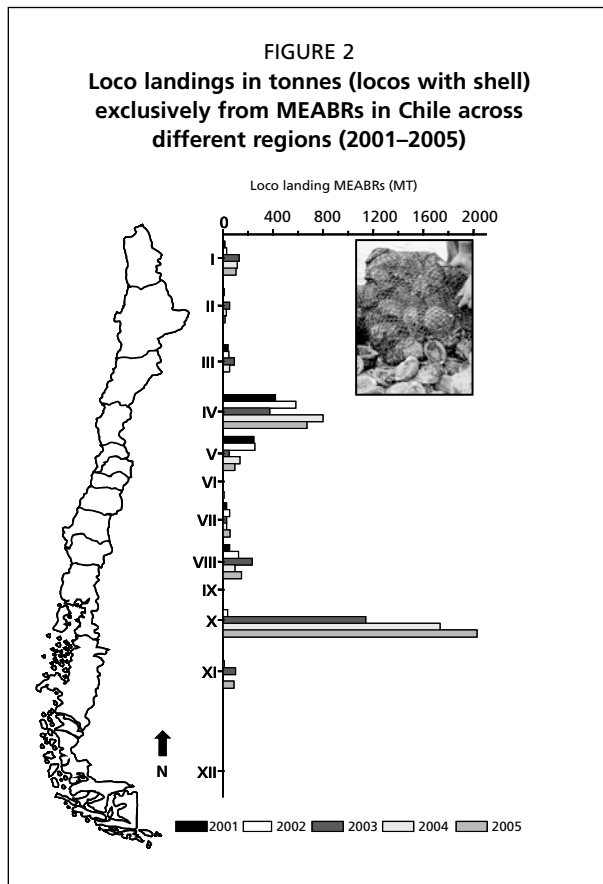 FIGURE 2
Loco landings in tonnes (locos with shell)
exclusively from MEABRs in Chile across
different regions (2001–2005)
Loco landing MEABRs (MT)
0 400 800 1200 1600 2000
I
II
III
IV
V
VI
VII
VIII
IX
X
XI
XII
N
2001 2002 2003 2004 2005